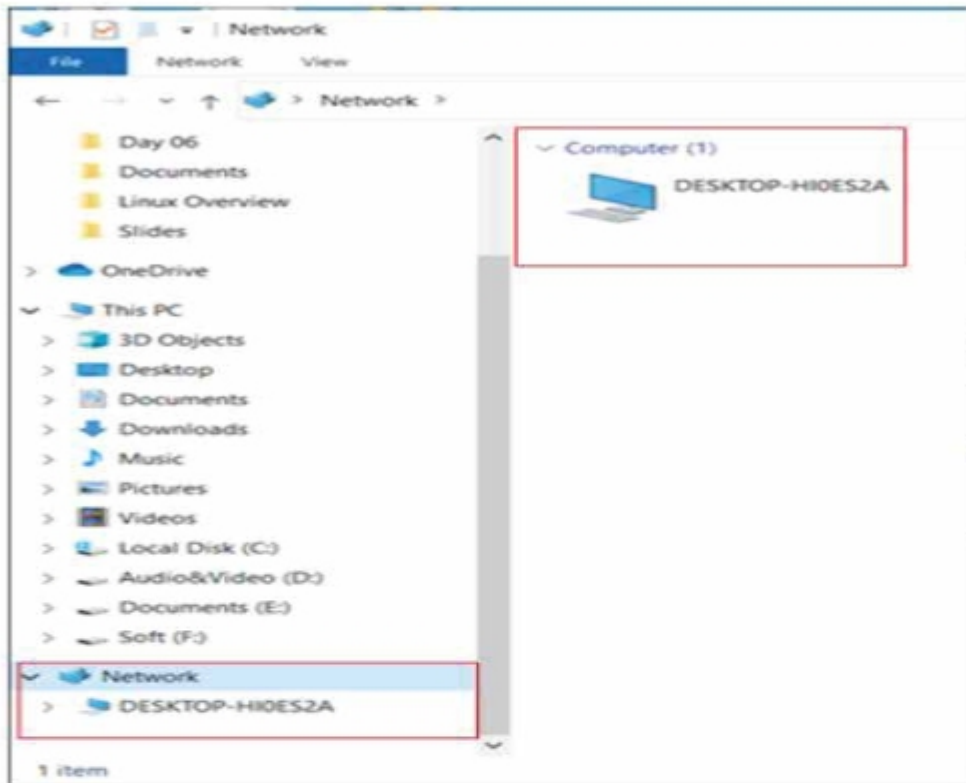 Network
File Network View
> Network >
Day 06
Documents
Linux Overview
Slides
OneDrive
This PC
3D Objects
Desktop
Documents
Downloads
Music
Pictures
Videos
Local Disk (C:)
Audio&Video (D:)
Documents (E:)
Soft (F:)
Network
DESKTOP-HI0ES2A
1 item
Computer (1)
DESKTOP-HI0ES2A